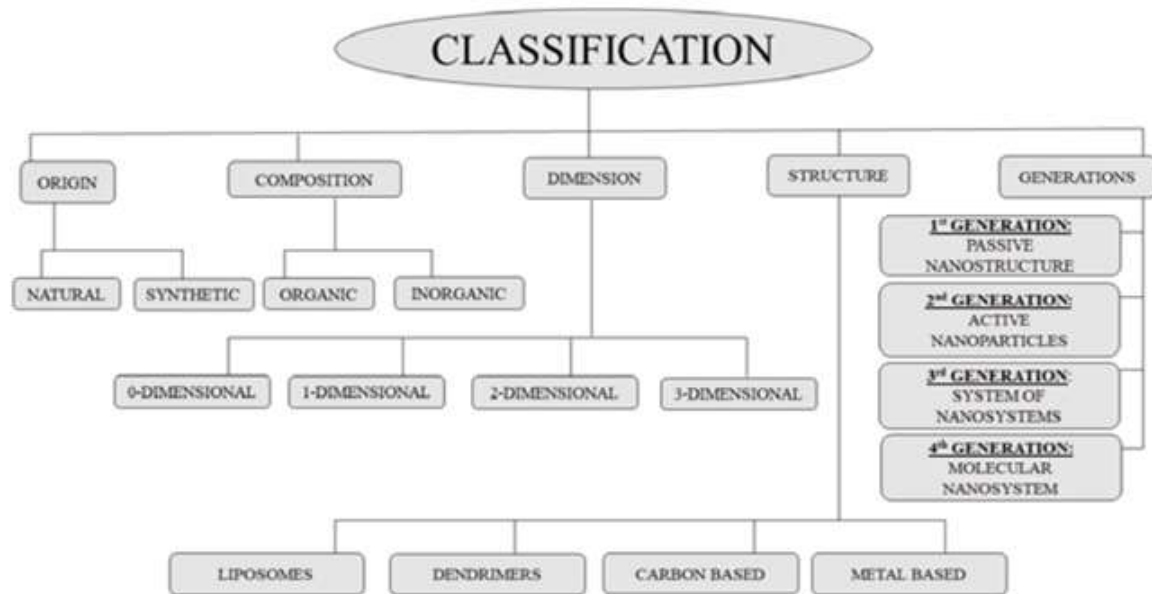 CLASSIFICATION
ORIGIN
COMPOSITION
DIMENSION
STRUCTURE
GENERATIONS
NATURAL
SYNTHETIC
ORGANIC
INORGANIC
1st GENERATION:
PASSIVE
NANOSTRUCTURE
2nd GENERATION:
ACTIVE
NANOPARTICLES
3rd GENERATION:
SYSTEM OF
NANOSYSTEMS
4th GENERATION:
MOLECULAR
NANOSYSTEM
0-DIMENSIONAL
1-DIMENSIONAL
2-DIMENSIONAL
3-DIMENSIONAL
LIPOSOMES
DENDRIMERS
CARBON BASED
METAL BASED